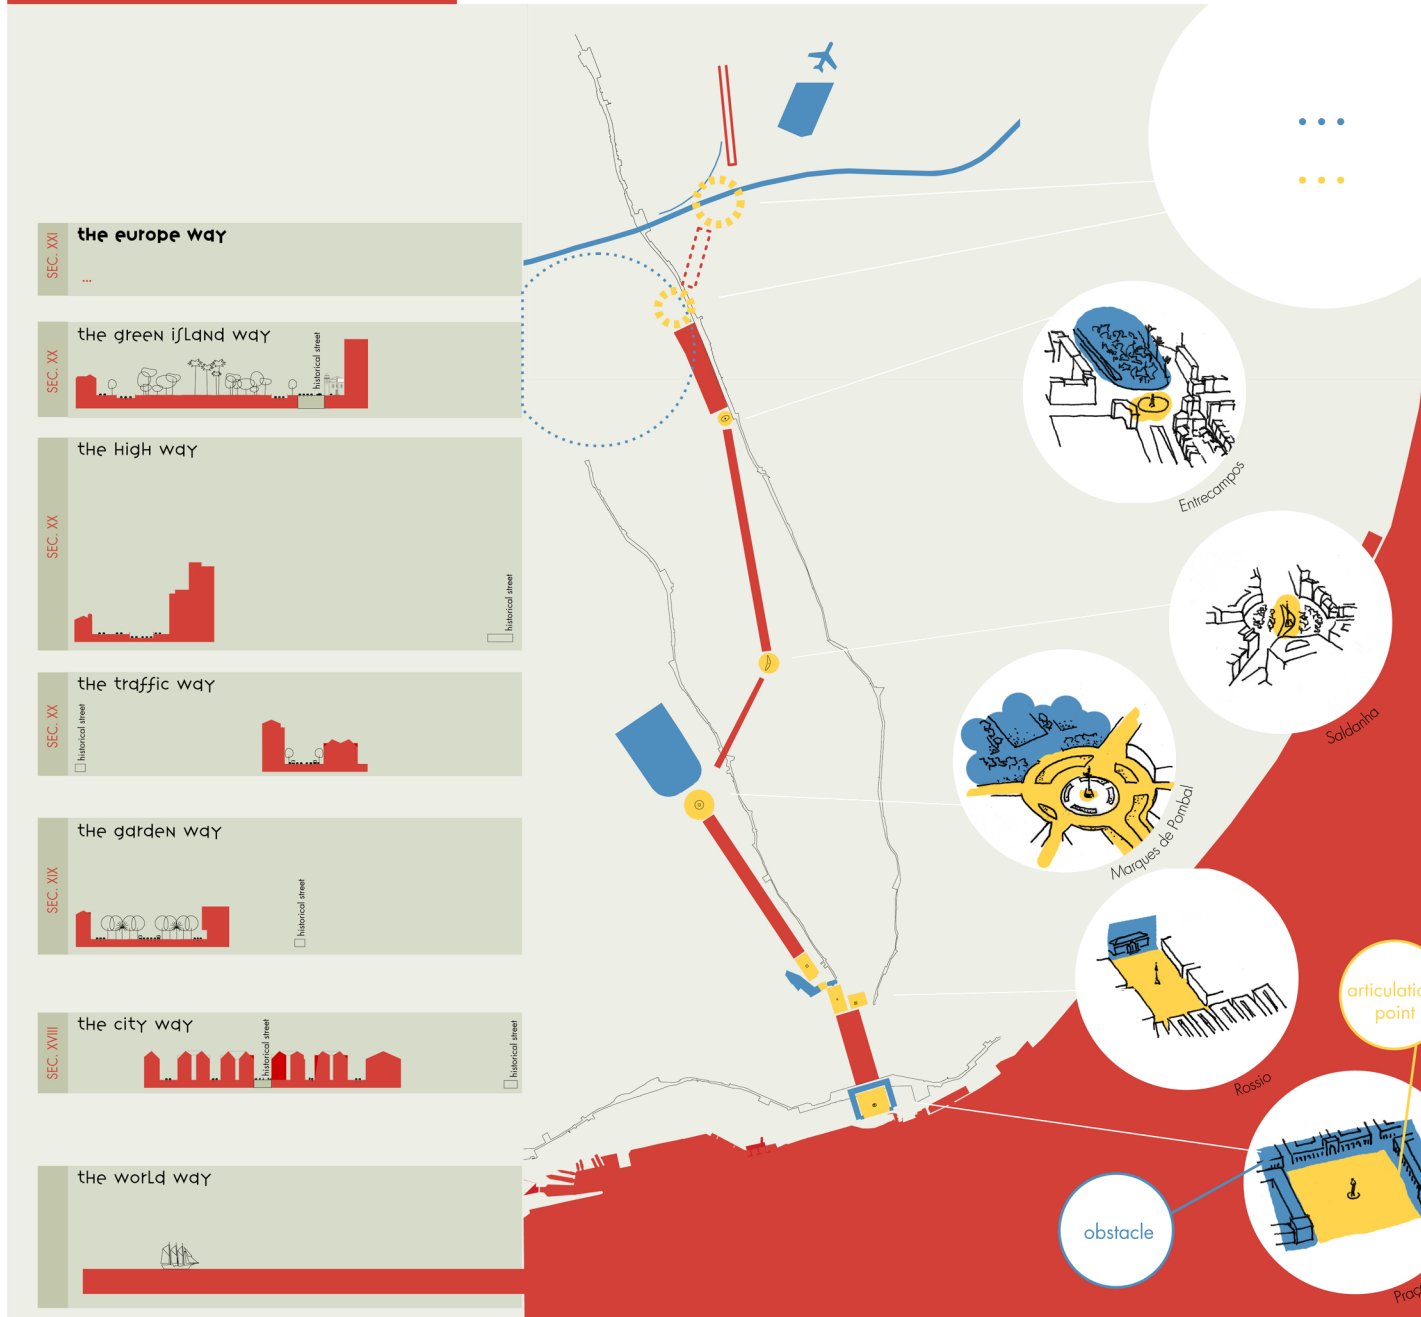 SEC. XXI
the europe way
...
SEC. XX
the green island way
historical street
SEC. XX
the high way
historical street
SEC. XX
the traffic way
historical street
SEC. XIX
the garden way
historical street
SEC. XVIII
the city way
historical street
historical street
the world way
Entrecampos
Saldanha
Marques de Pombal
Rossio
articulatio
point
obstacle
Praç